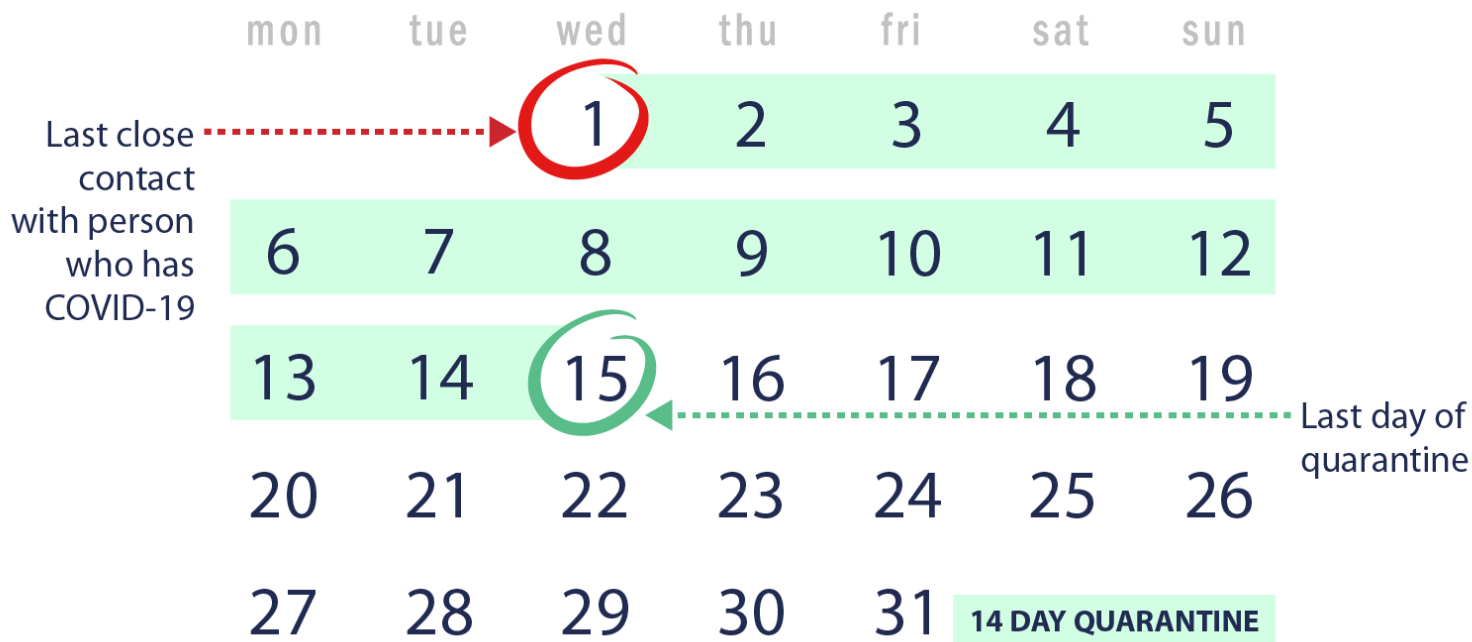 mon tue wed thu fri sat sun
1 2 3 4 5
Last close
contact
with person
who has
COVID-19
6 7 8 9 10 11 12
13 14 15 16 17 18 19
Last day of
quarantine
20 21 22 23 24 25 26
27 28 29 30 31
14 DAY QUARANTINE